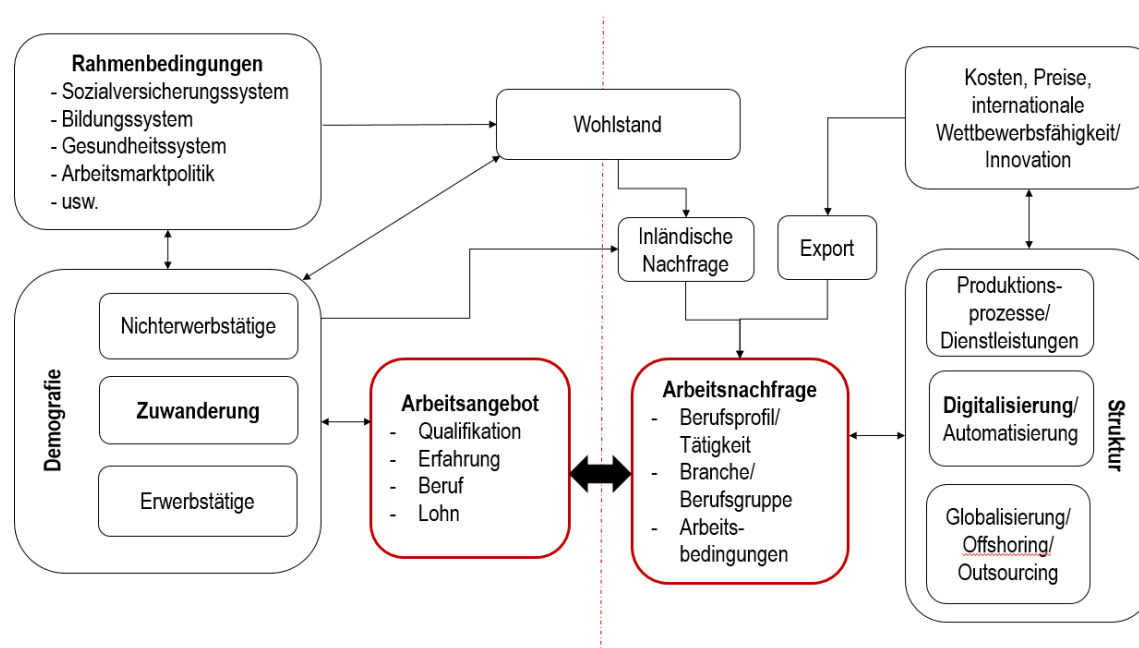 Rahmenbedingungen
- Sozialversicherungssystem
- Bildungssystem
- Gesundheitssystem
- Arbeitsmarktpolitik
- usw.
Wohlstand
Kosten, Preise,
internationale
Wettbewerbsfähigkeit/
Innovation
Inländische
Nachfrage
Export
Demografie
Nichterwerbstätige
Zuwanderung
Erwerbstätige
Arbeitsangebot
- Qualifikation
- Erfahrung
- Beruf
- Lohn
Arbeitsnachfrage
- Berufsprofil/
Tätigkeit
- Branche/
Berufsgruppe
- Arbeits-
bedingungen
Produktions-
prozesse/
Dienstleistungen
Digitalisierung/
Automatisierung
Globalisierung/
Offshoring/
Outsourcing
Struktur